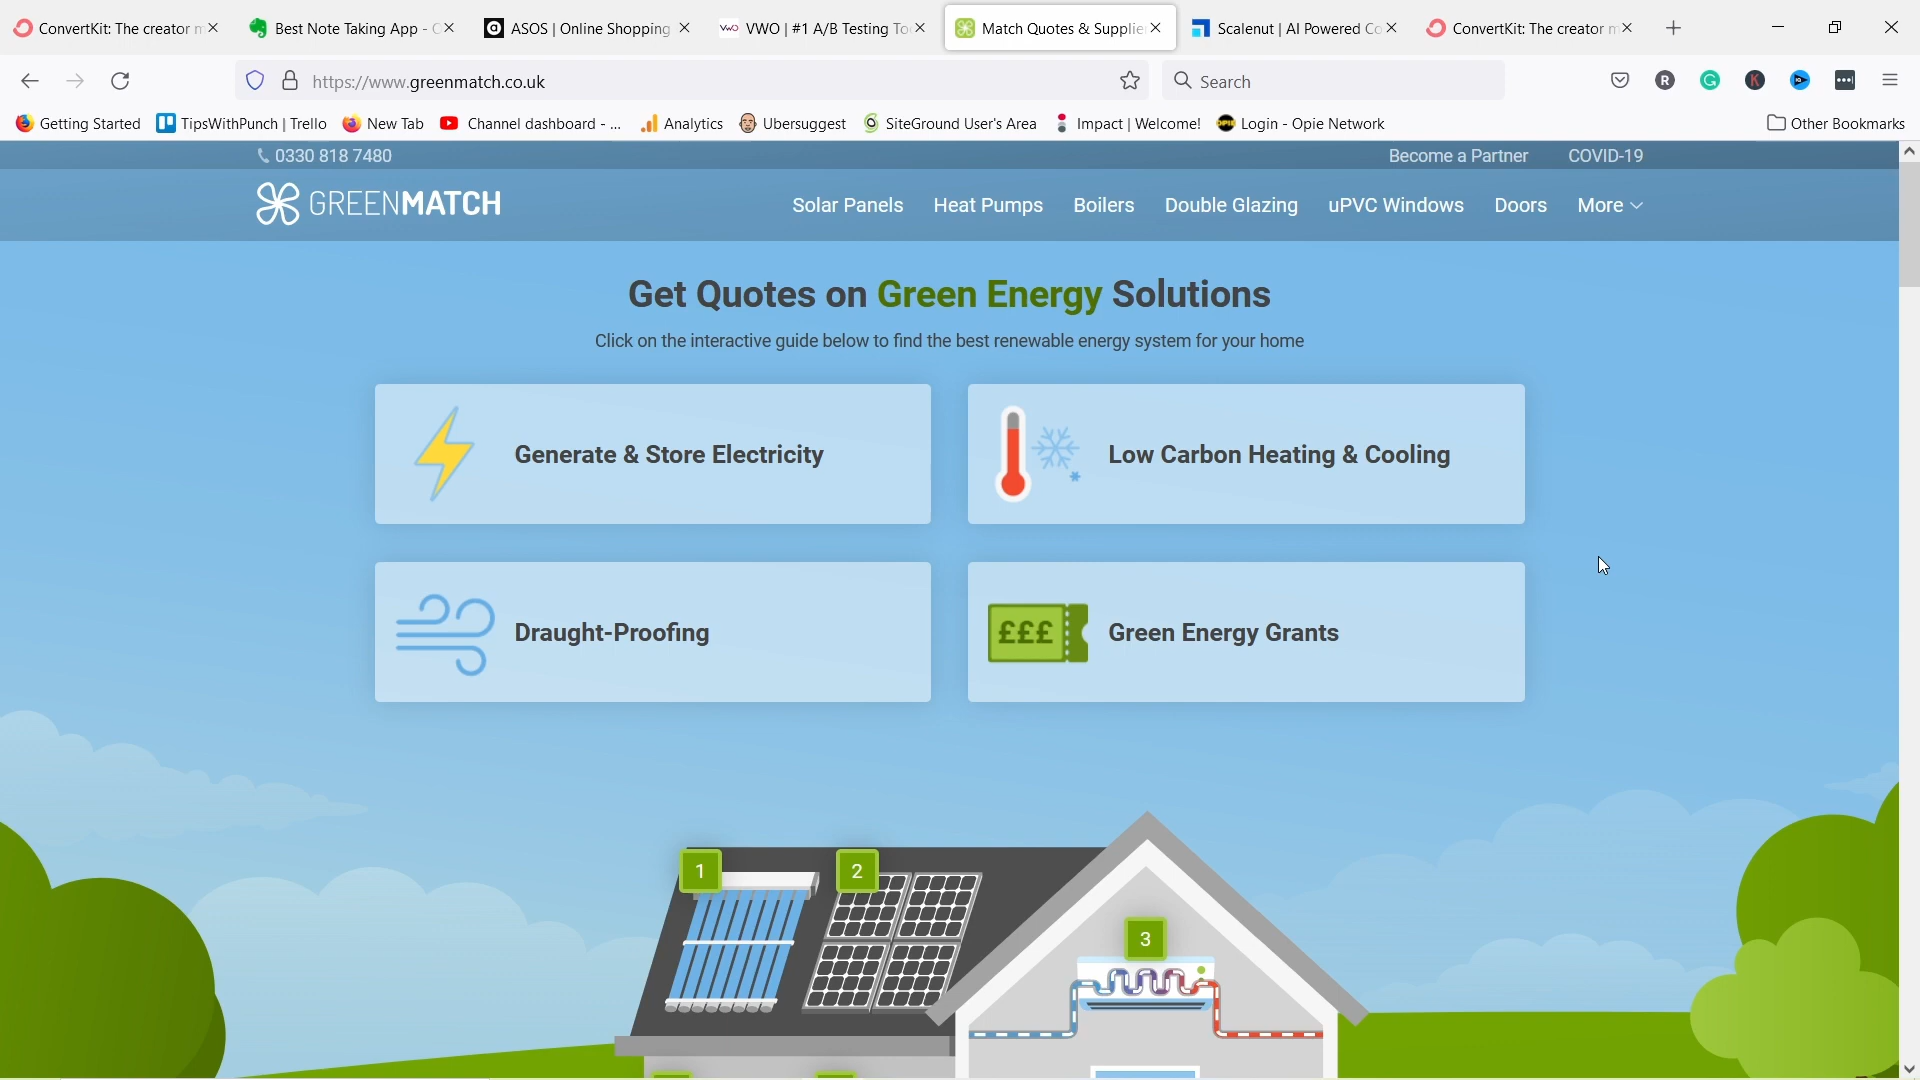 ConvertKit: The creator m
Best Note Taking App - O
ASOS | Online Shopping
VWO | #1 A/B Testing To
Match Quotes & Supplie
Scalenut | AI Powered Co
ConvertKit: The creator m
https://www.greenmatch.co.uk
Search
Getting Started
TipsWithPunch | Trello
New Tab
Channel dashboard - ...
Analytics
Ubersuggest
SiteGround User's Area
Impact | Welcome!
Login - Opie Network
Other Bookmarks
0330 818 7480
Become a Partner
COVID-19
GREENMATCH
Solar Panels
Heat Pumps
Boilers
Double Glazing
uPVC Windows
Doors
More
Get Quotes on Green Energy Solutions
Click on the interactive guide below to find the best renewable energy system for your home
Generate & Store Electricity
Low Carbon Heating & Cooling
Draught-Proofing
£££
Green Energy Grants
1
2
3